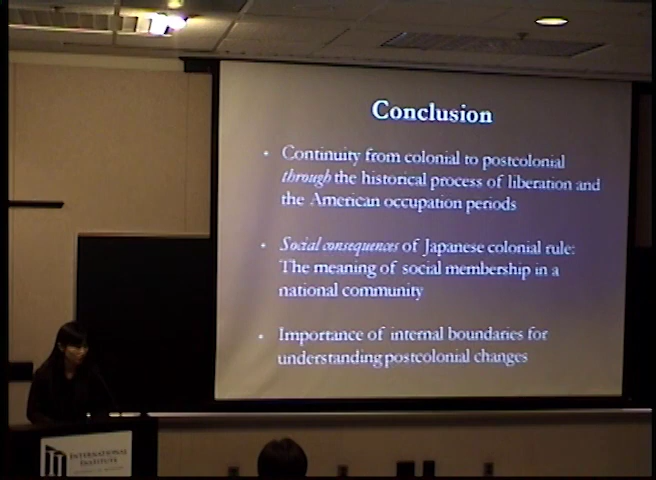 Conclusion
• Continuity from colonial to postcolonial
through the historical process of liberation and
the American occupation periods
• Social consequences of Japanese colonial rule:
The meaning of social membership in a
national community
• Importance of internal boundaries for
understanding postcolonial changes
INTERNATIONAL
INSTITUTE